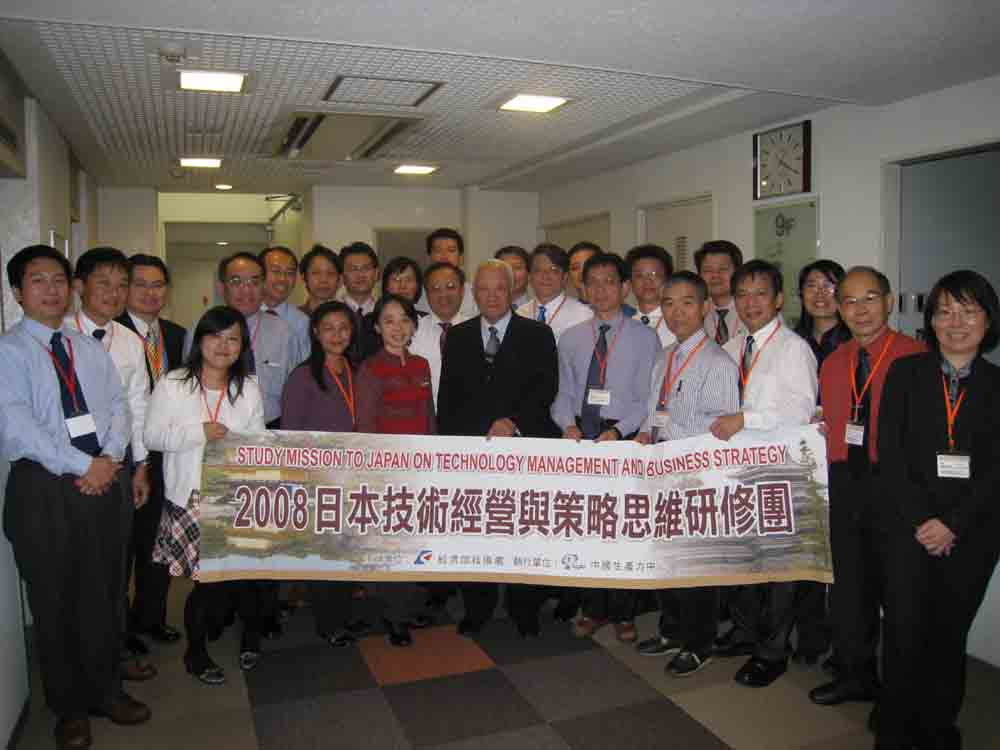 9F
STUDY MISSION TO JAPAN ON TECHNOLOGY MANAGEMENT AND BUSINESS STRATEGY
2008日本技術經營與策略思維研修團
經濟部技術處 執行單位: 中國生產力中